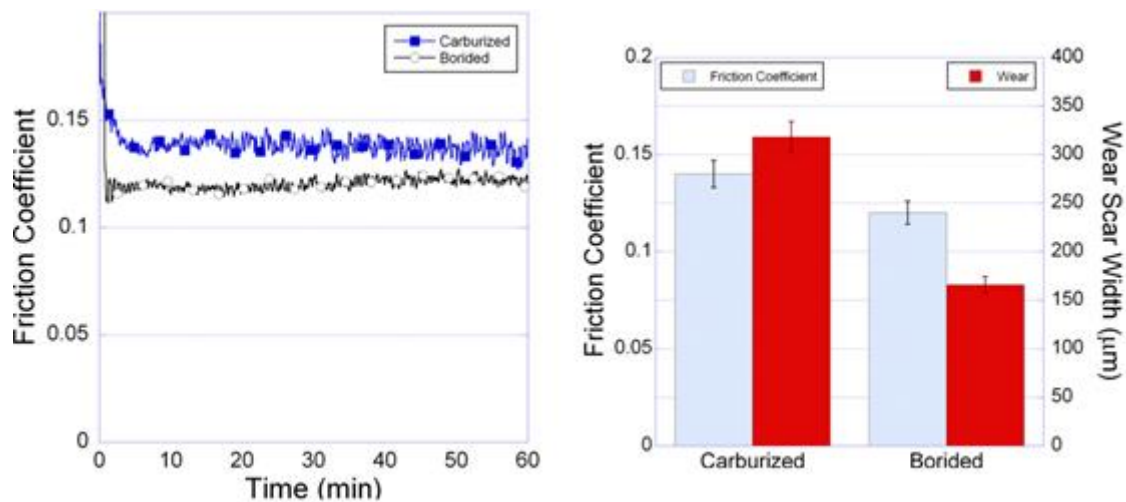 Carburized
Borided
Friction Coefficient
0.15
0.1
0.05
0
0
10
20
30
40
50
60
Time (min)
Friction Coefficient
Wear
Friction Coefficient
0.2
0.15
0.1
0.05
0
400
350
300
250
200
150
100
50
0
Wear Scar Width (μm)
Carburized
Borided